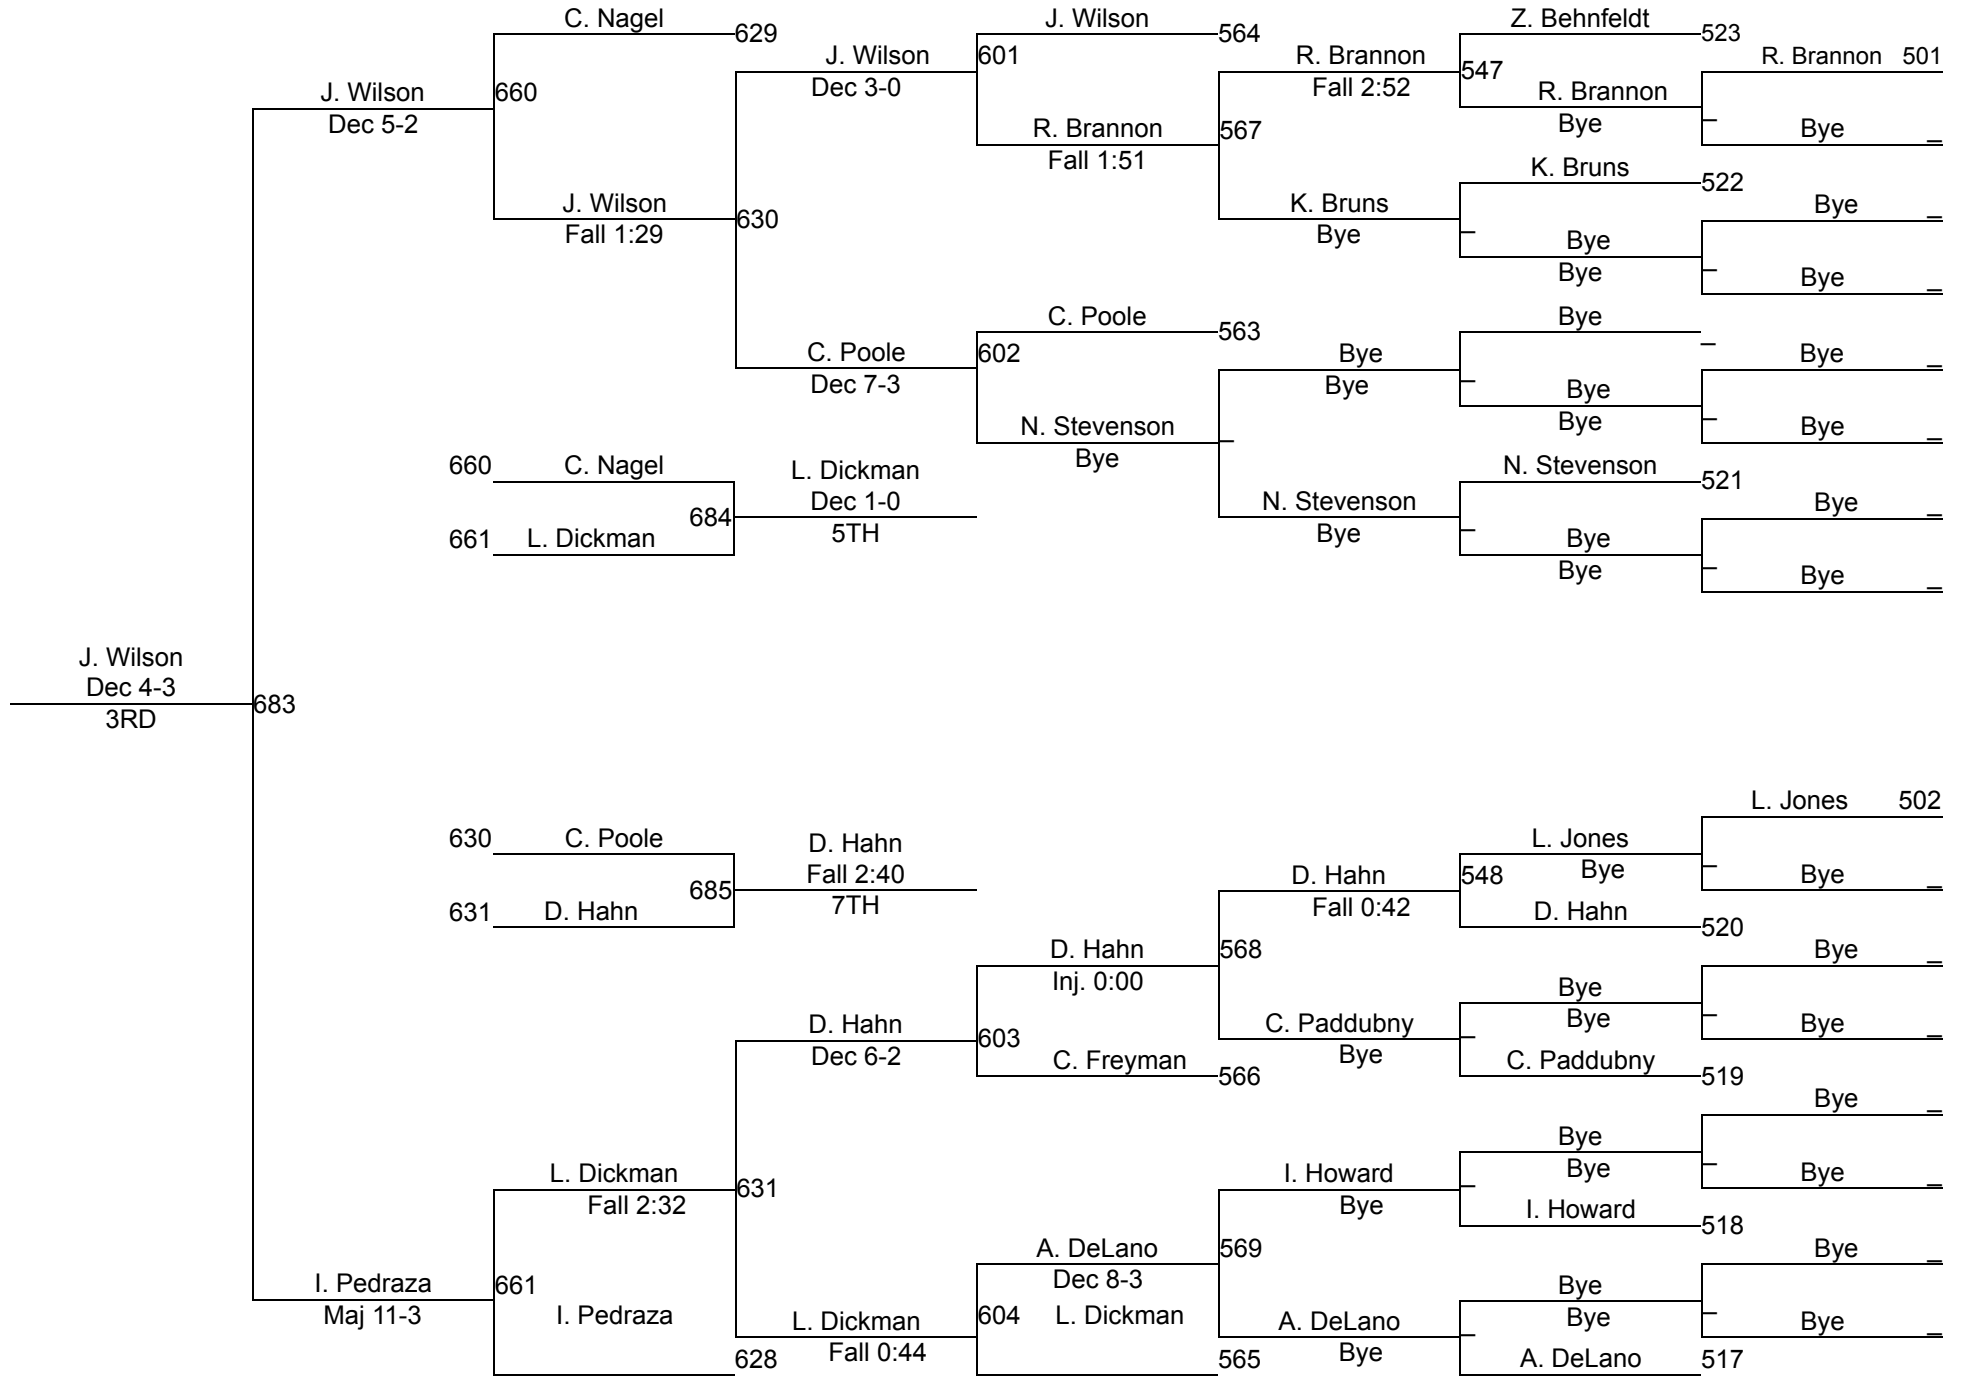 C. Nagel
629
J. Wilson
564
Z. Behnfeldt
523
J. Wilson
Dec 3-0
601
R. Brannon
Fall 2:52
547
R. Brannon 501
J. Wilson
Dec 5-2
660
R. Brannon
Bye
Bye
R. Brannon
Fall 1:51
567
K. Bruns
522
J. Wilson
Fall 1:29
630
K. Bruns
Bye
Bye
Bye
Bye
Bye
C. Poole
563
Bye
C. Poole
Dec 7-3
602
Bye
Bye
Bye
Bye
Bye
N. Stevenson
Bye
Bye
660 C. Nagel
L. Dickman
Dec 1-0
5TH
684
661 L. Dickman
N. Stevenson
521
N. Stevenson
Bye
Bye
Bye
Bye
Bye
J. Wilson
Dec 4-3
3RD
683
L. Jones 502
630 C. Poole
D. Hahn
Fall 2:40
7TH
685
631 D. Hahn
L. Jones
Bye
Bye
D. Hahn
Fall 0:42
548
D. Hahn
520
D. Hahn
Inj. 0:00
568
Bye
Bye
Bye
Bye
D. Hahn
Dec 6-2
603
C. Paddubny
Bye
C. Freyman
566
C. Paddubny
519
Bye
Bye
Bye
Bye
L. Dickman
Fall 2:32
631
I. Howard
Bye
I. Howard
518
A. DeLano
Dec 8-3
569
Bye
I. Pedraza
Maj 11-3
661
I. Pedraza
628
L. Dickman
Fall 0:44
604
L. Dickman
565
A. DeLano
Bye
Bye
Bye
Bye
A. DeLano
517